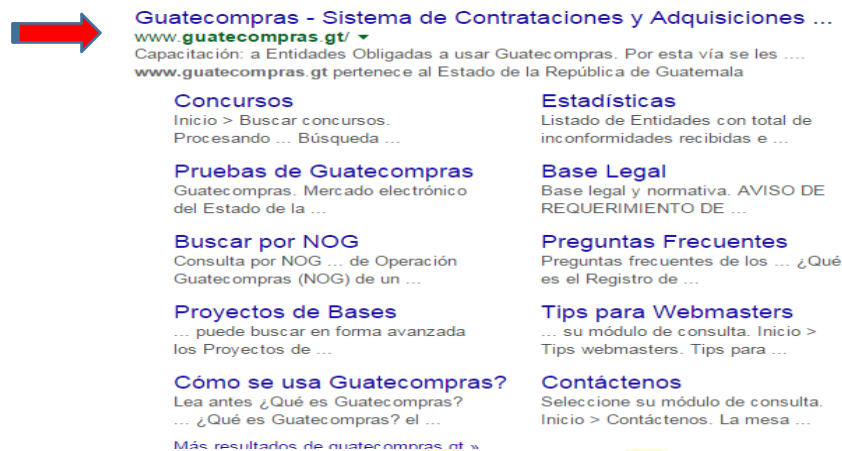 Guatecompras - Sistema de Contrataciones y Adquisiciones ...
www.guatecompras.gt/
Capacitación: a Entidades Obligadas a usar Guatecompras. Por esta vía se les ....
www.guatecompras.gt pertenece al Estado de la República de Guatemala
Concursos
Inicio > Buscar concursos.
Procesando ... Búsqueda ...
Estadísticas
Listado de Entidades con total de
inconformidades recibidas e ...
Pruebas de Guatecompras
Guatecompras. Mercado electrónico
del Estado de la ...
Base Legal
Base legal y normativa. AVISO DE
REQUERIMIENTO DE ...
Buscar por NOG
Consulta por NOG ... de Operación
Guatecompras (NOG) de un ...
Preguntas Frecuentes
Preguntas frecuentes de los ... ¿Qué
es el Registro de ...
Proyectos de Bases
... puede buscar en forma avanzada
los Proyectos de ...
Tips para Webmasters
... su módulo de consulta. Inicio >
Tips webmasters. Tips para ...
Cómo se usa Guatecompras?
Lea antes ¿Qué es Guatecompras?
... ¿Qué es Guatecompras? el ...
Contáctenos
Seleccione su módulo de consulta.
Inicio > Contáctenos. La mesa ...
Más resultados de guatecompras.gt »